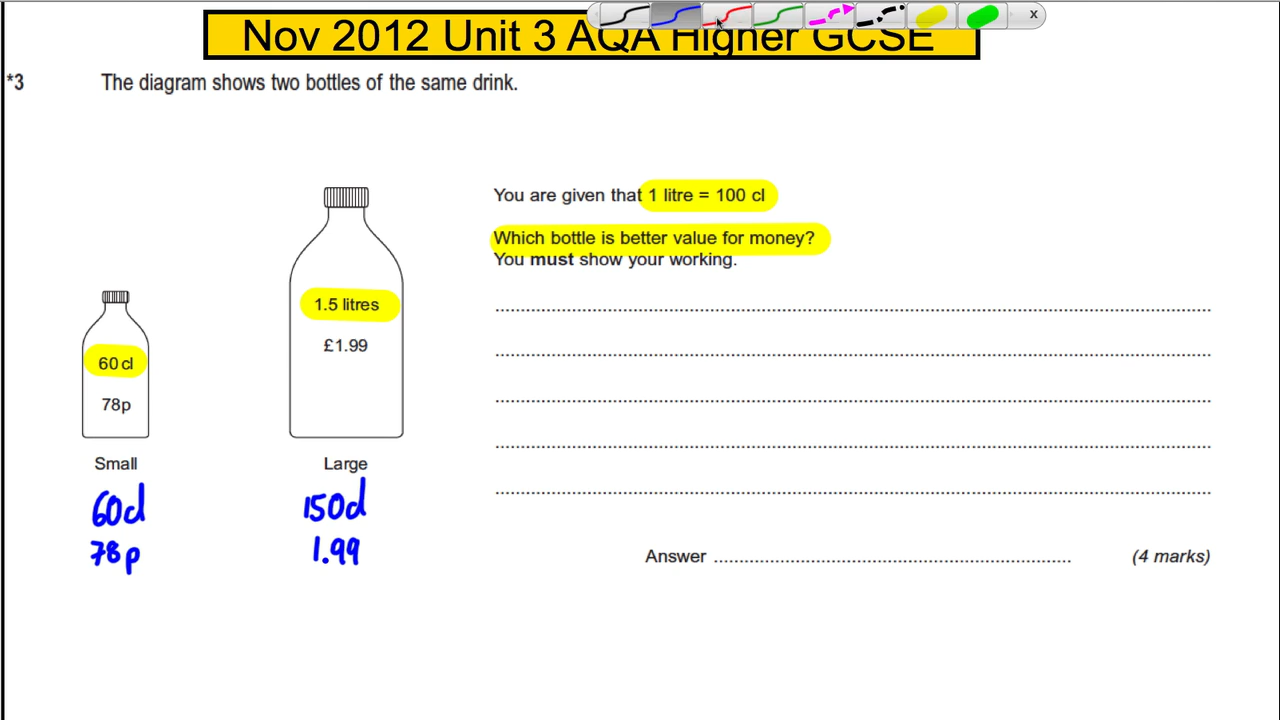 Nov 2012 Unit 3 AQA Higher GCSE
x
*3 The diagram shows two bottles of the same drink.
You are given that 1 litre = 100 cl
Which bottle is better value for money?
You must show your working.
1.5 litres
£1.99
60 cl
78p
Small
Large
60cl
78p
150cl
1.99
Answer
(4 marks)